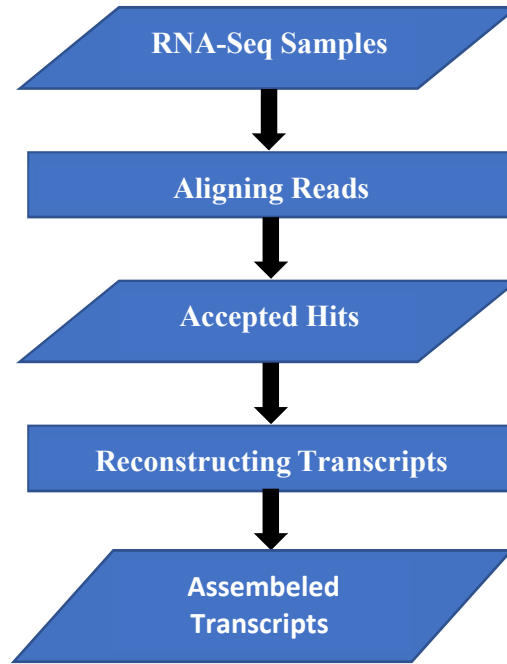 RNA-Seq Samples
Aligning Reads
Accepted Hits
Reconstructing Transcripts
Assembeled
Transcripts